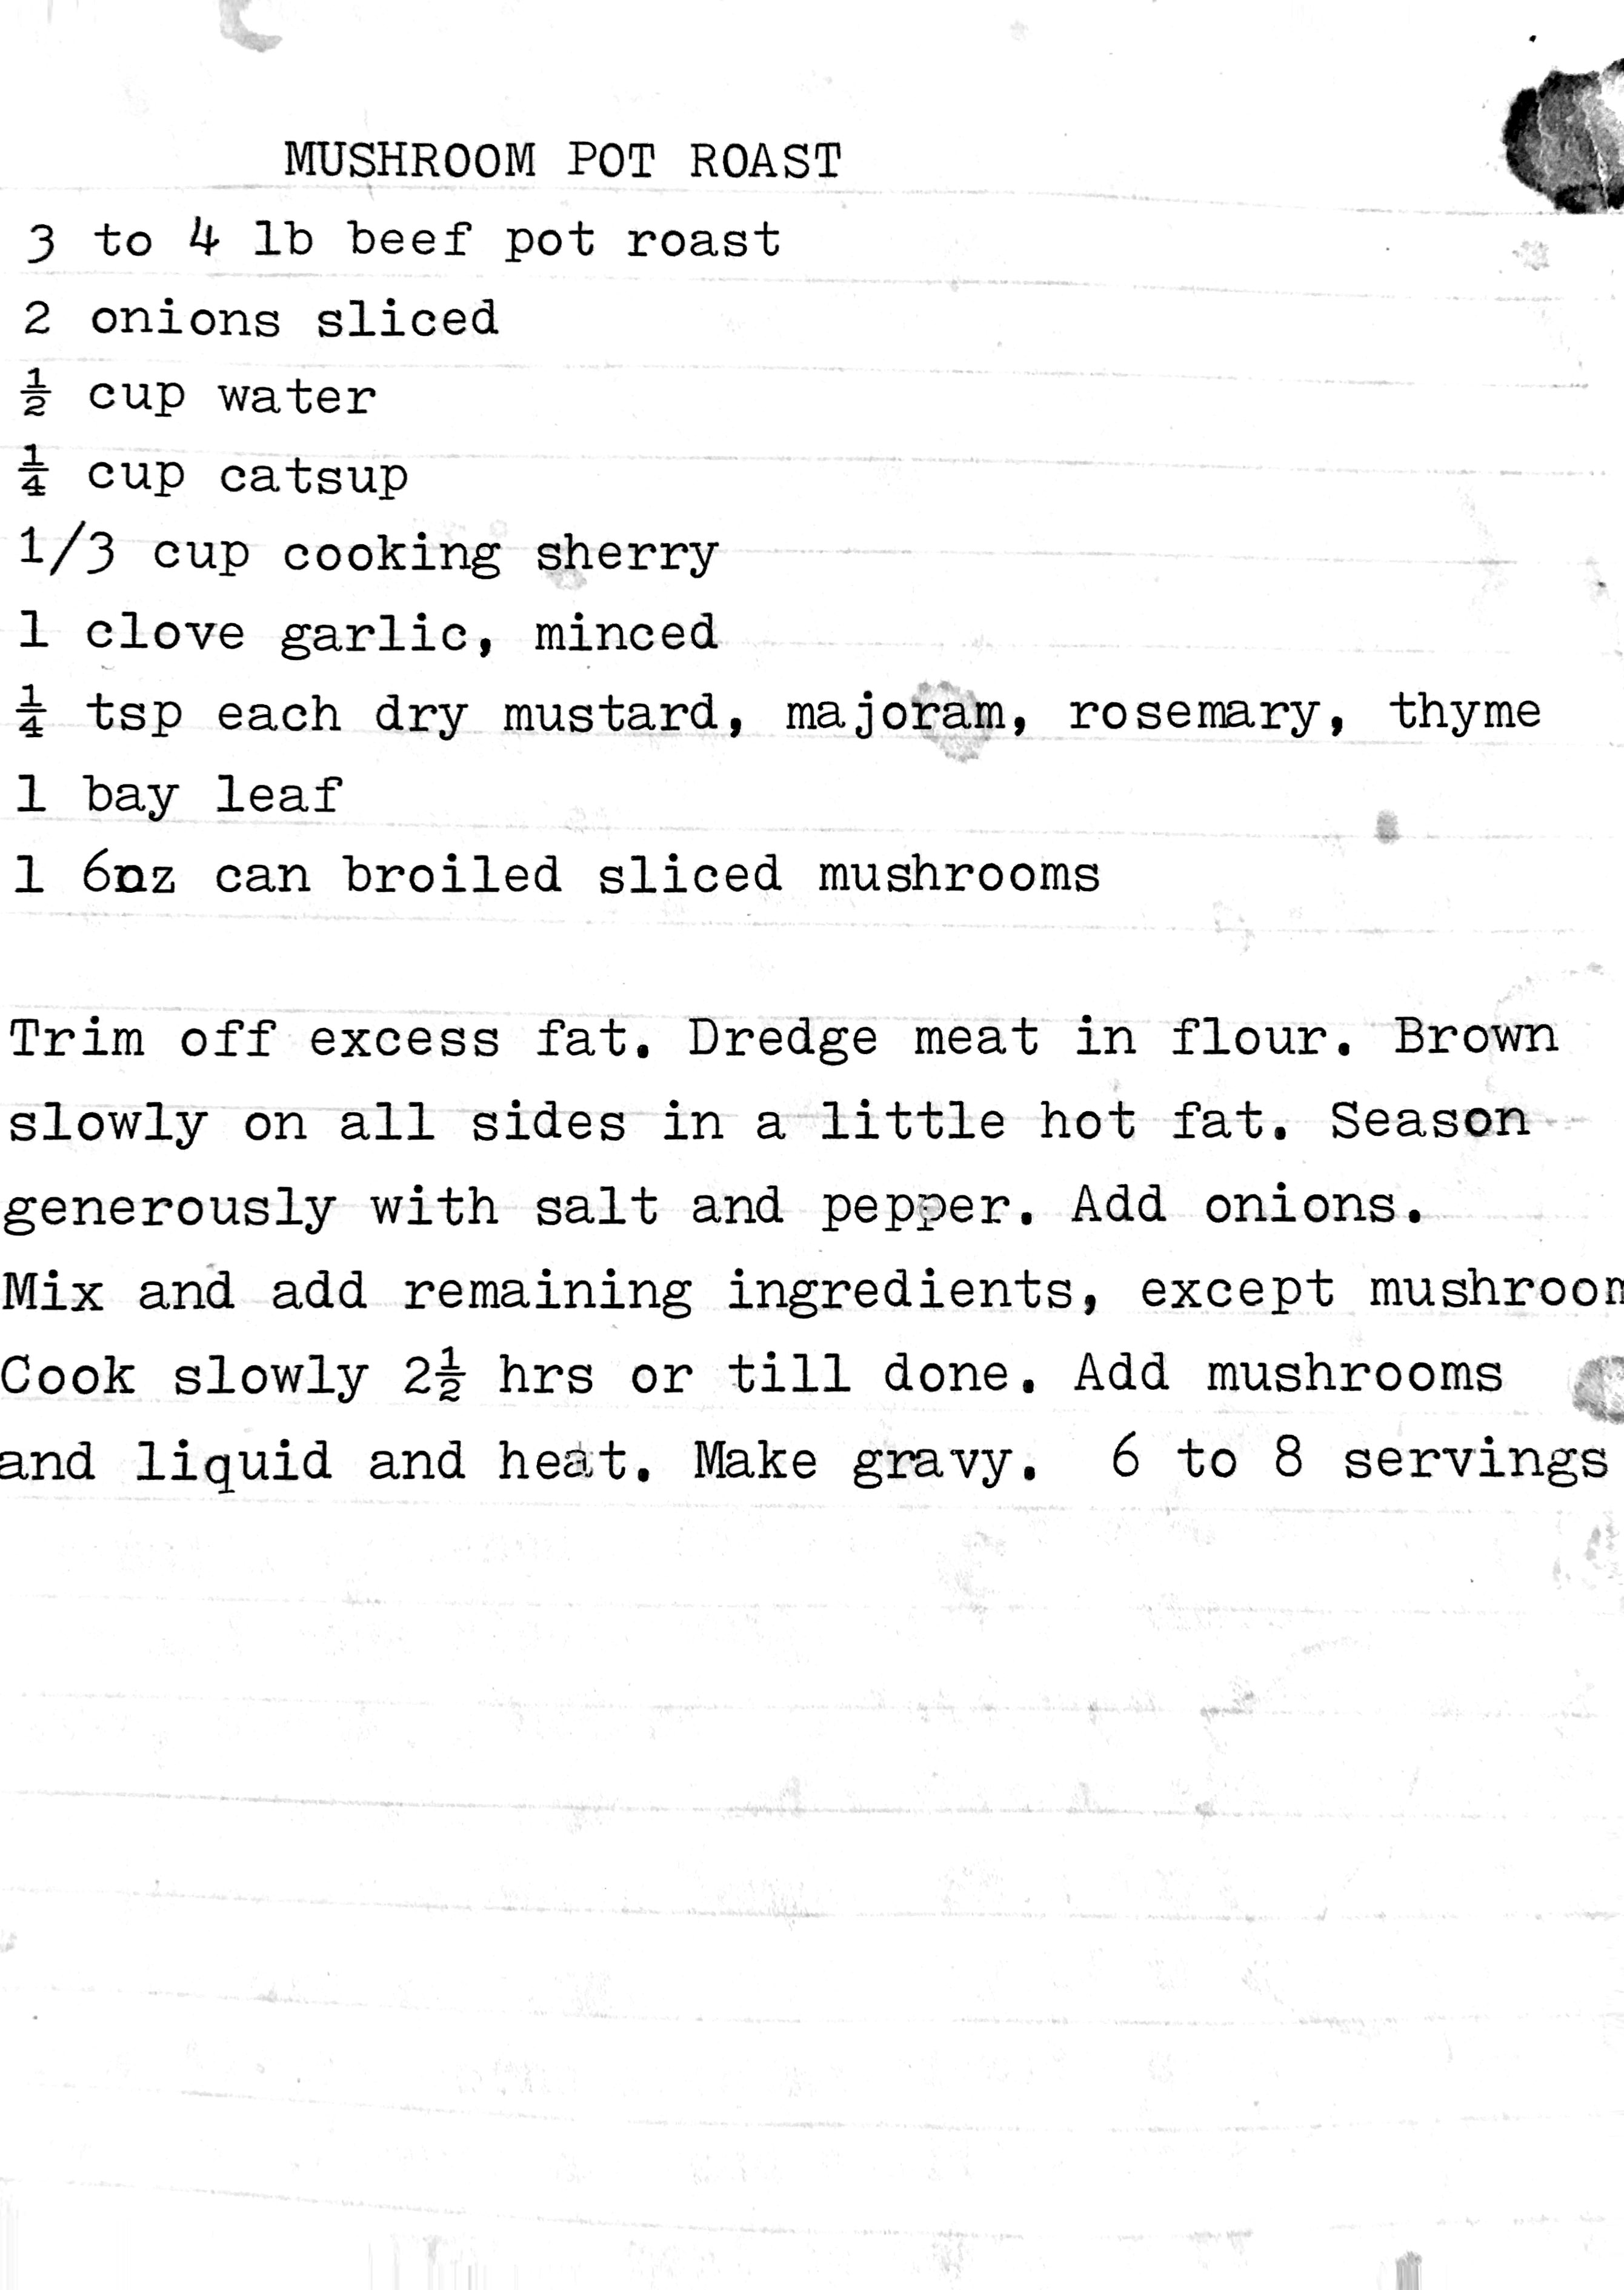 MUSHROOM POT ROAST
3 to 4 lb beef pot roast
2 onions sliced
½ cup water
¼ cup catsup
1/3 cup cooking sherry
1 clove garlic, minced
¼ tsp each dry mustard, majoram, rosemary, thyme
1 bay leaf
1 6oz can broiled sliced mushrooms
Trim off excess fat. Dredge meat in flour. Brown
slowly on all sides in a little hot fat. Season
generously with salt and pepper. Add onions.
Mix and add remaining ingredients, except mushroom
Cook slowly 2½ hrs or till done. Add mushrooms
and liquid and heat. Make gravy. 6 to 8 servings